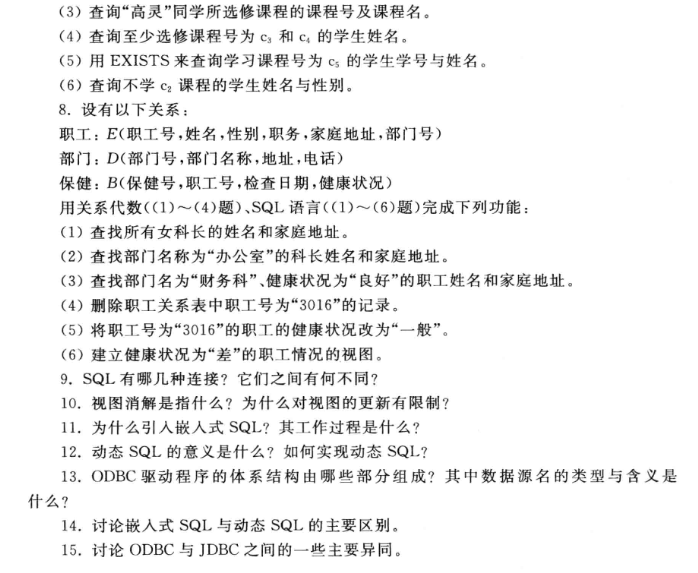 (3) 查询“高灵”同学所选修课程的课程号及课程名。
(4) 查询至少选修课程号为 c₃ 和 c₄ 的学生姓名。
(5) 用 EXISTS 来查询学习课程号为 c₅ 的学生学号与姓名。
(6) 查询不学 c₂ 课程的学生姓名与性别。
8. 设有以下关系:
职工: E(职工号,姓名,性别,职务,家庭地址,部门号)
部门: D(部门号,部门名称,地址,电话)
保健: B(保健号,职工号,检查日期,健康状况)
用关系代数((1)～(4)题)、SQL 语言((1)～(6)题)完成下列功能:
(1) 查找所有女科长的姓名和家庭地址。
(2) 查找部门名称为“办公室”的科长姓名和家庭地址。
(3) 查找部门名为“财务科”、健康状况为“良好”的职工姓名和家庭地址。
(4) 删除职工关系表中职工号为“3016”的记录。
(5) 将职工号为“3016”的职工的健康状况改为“一般”。
(6) 建立健康状况为“差”的职工情况的视图。
9. SQL 有哪几种连接? 它们之间有何不同?
10. 视图消解是指什么? 为什么对视图的更新有限制?
11. 为什么引入嵌入式 SQL? 其工作过程是什么?
12. 动态 SQL 的意义是什么? 如何实现动态 SQL?
13. ODBC 驱动程序的体系结构由哪些部分组成? 其中数据源名的类型与含义是
什么?
14. 讨论嵌入式 SQL 与动态 SQL 的主要区别。
15. 讨论 ODBC 与 JDBC 之间的一些主要异同。